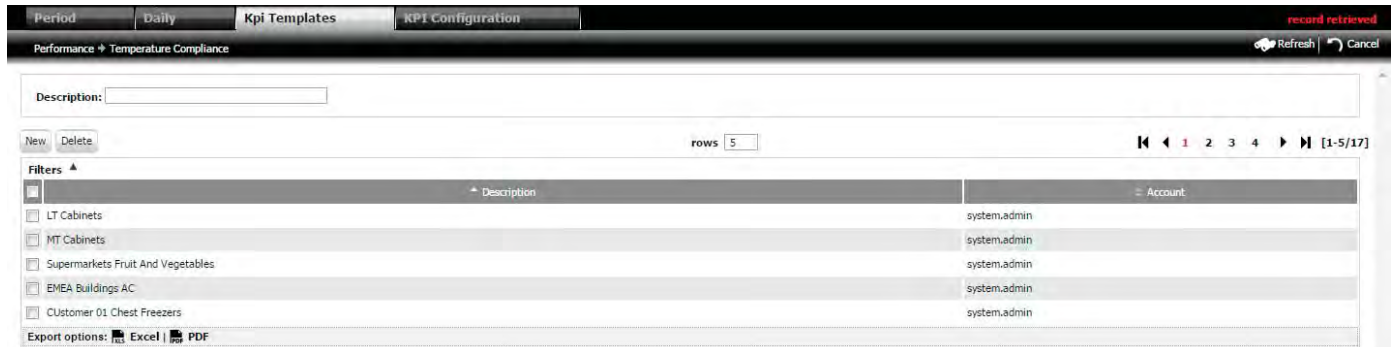 Period Daily Kpi Templates KPI Configuration record retrieved
Performance Temperature Compliance Refresh Cancel
Description:
New Delete rows 5 1 2 3 4 [1-5/17]
Filters
Description Account
LT Cabinets system.admin
MT Cabinets system.admin
Supermarkets Fruit And Vegetables system.admin
EMEA Buildings AC system.admin
CUstomer 01 Chest Freezers system.admin
Export options: XLS Excel | PDF PDF